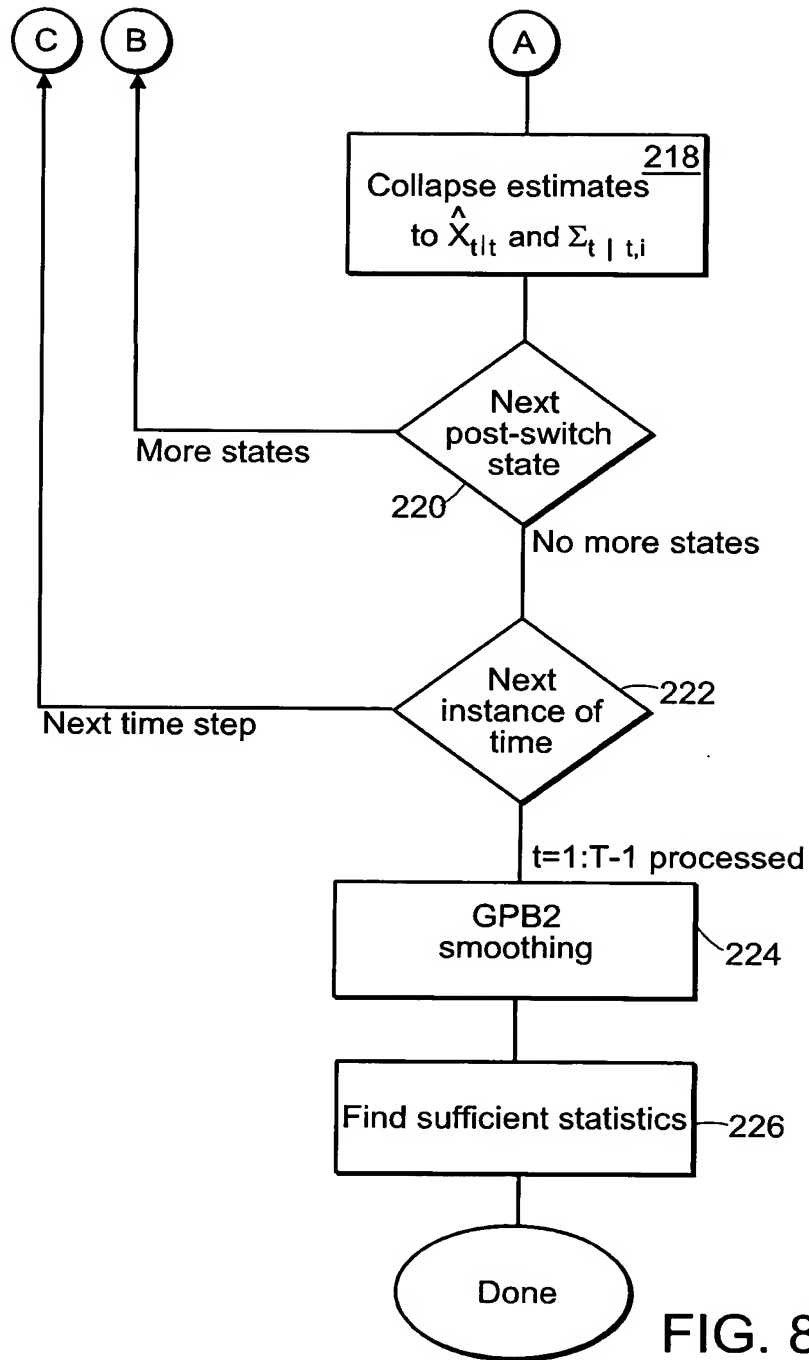 C B A
218
Collapse estimates
to X̂t|t and Σt | t,i
Next
post-switch
state
More states
220
No more states
Next
instance of
time
222
Next time step
t=1:T-1 processed
GPB2
smoothing
224
Find sufficient statistics
226
Done
FIG. 8